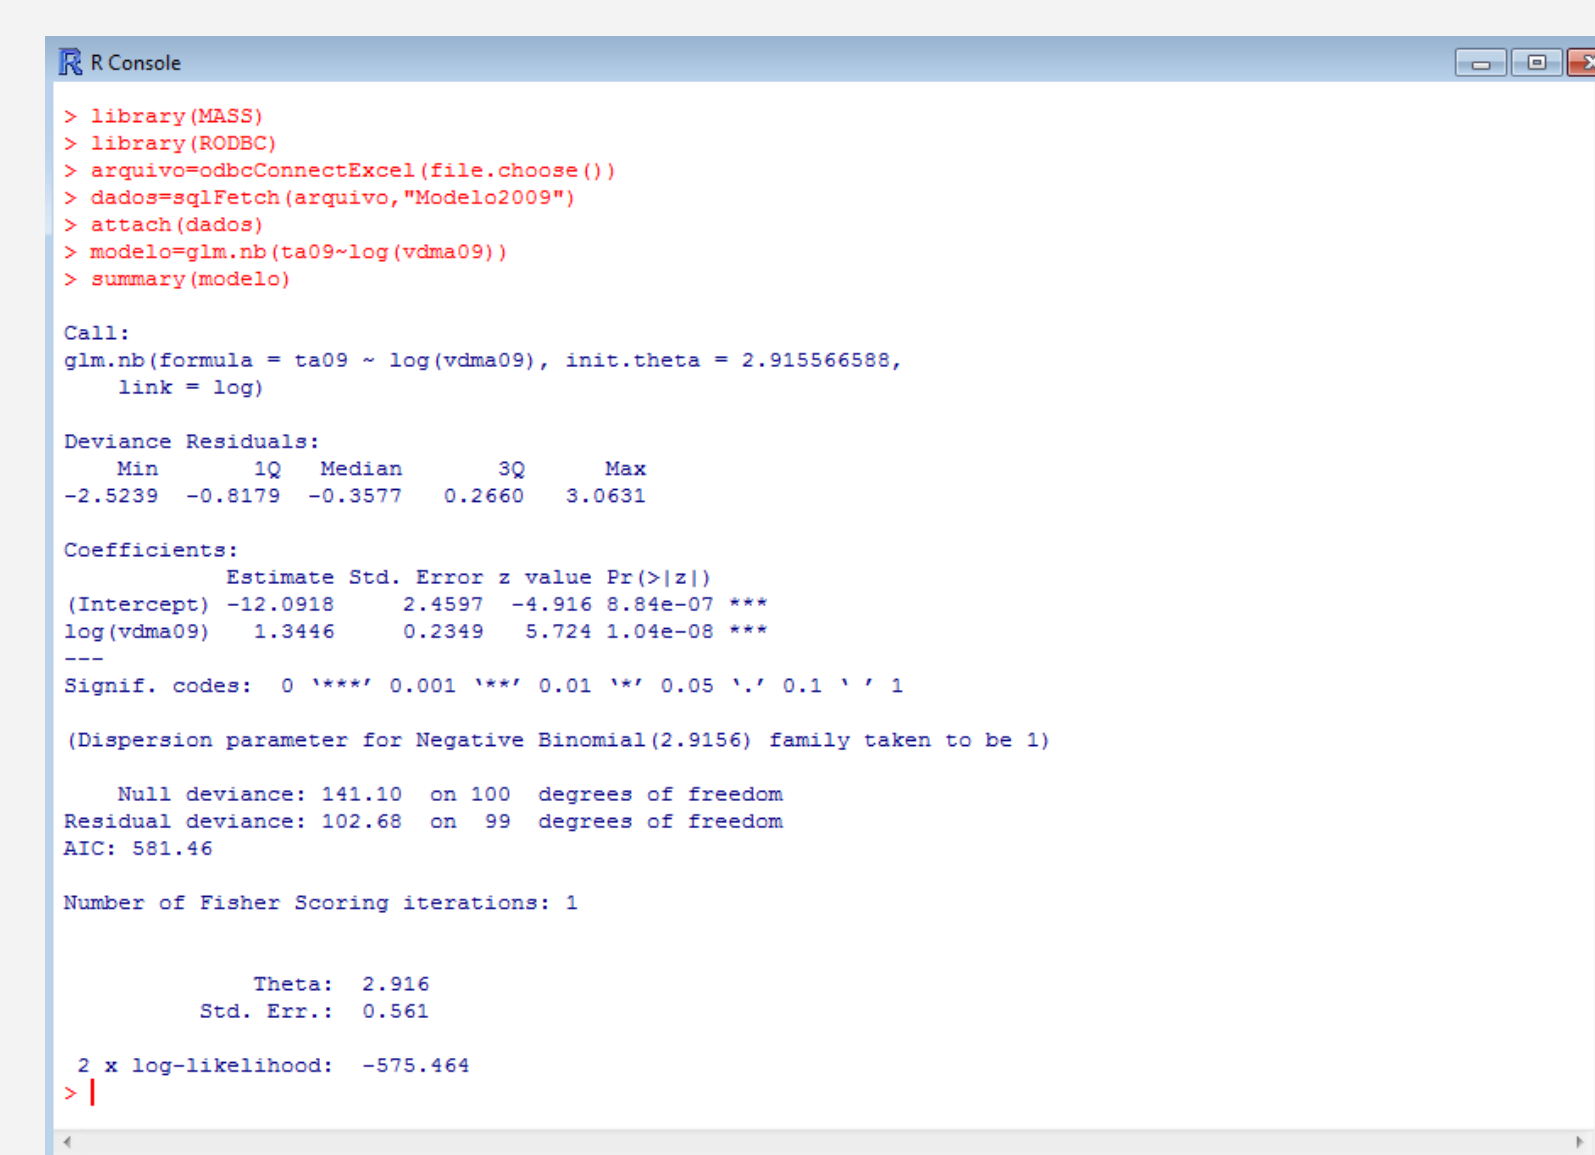 R Console
> library(MASS)
> library(RODBC)
> arquivo=odbcConnectExcel(file.choose())
> dados=sqlFetch(arquivo,"Modelo2009")
> attach(dados)
> modelo=glm.nb(ta09~log(vdma09))
> summary(modelo)
Call:
glm.nb(formula = ta09 ~ log(vdma09), init.theta = 2.915566588,
    link = log)
Deviance Residuals:
    Min       1Q   Median       3Q      Max
-2.5239  -0.8179  -0.3577   0.2660   3.0631
Coefficients:
            Estimate Std. Error z value Pr(>|z|)
(Intercept) -12.0918     2.4597  -4.916 8.84e-07 ***
log(vdma09)   1.3446     0.2349   5.724 1.04e-08 ***
---
Signif. codes:  0 ‘***’ 0.001 ‘**’ 0.01 ‘*’ 0.05 ‘.’ 0.1 ‘ ’ 1
(Dispersion parameter for Negative Binomial(2.9156) family taken to be 1)
    Null deviance: 141.10  on 100  degrees of freedom
Residual deviance: 102.68  on  99  degrees of freedom
AIC: 581.46
Number of Fisher Scoring iterations: 1
              Theta:  2.916
          Std. Err.:  0.561
 2 x log-likelihood:  -575.464
>